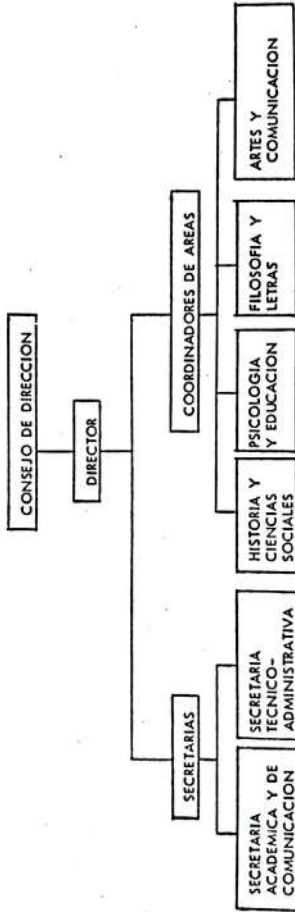 CONSEJO DE DIRECCION
DIRECTOR
SECRETARIAS
COORDINADORES DE AREAS
SECRETARIA
ACADEMICA Y DE
COMUNICACION
SECRETARIA
TECNICO-
ADMINISTRATIVA
HISTORIA Y
CIENCIAS
SOCIALES
PSICOLOGIA
Y EDUCACION
FILOSOFIA Y
LETRAS
ARTES Y
COMUNICACION